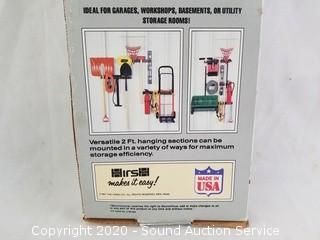 IDEAL FOR GARAGES, WORKSHOPS, BASEMENTS, OR UTILITY
STORAGE ROOMS!
Versatile 2 Ft. hanging sections can be
mounted in a variety of ways for maximum
storage efficiency.
makes it easy!
MADE IN
USA
Copyright 2020 - Sound Auction Service